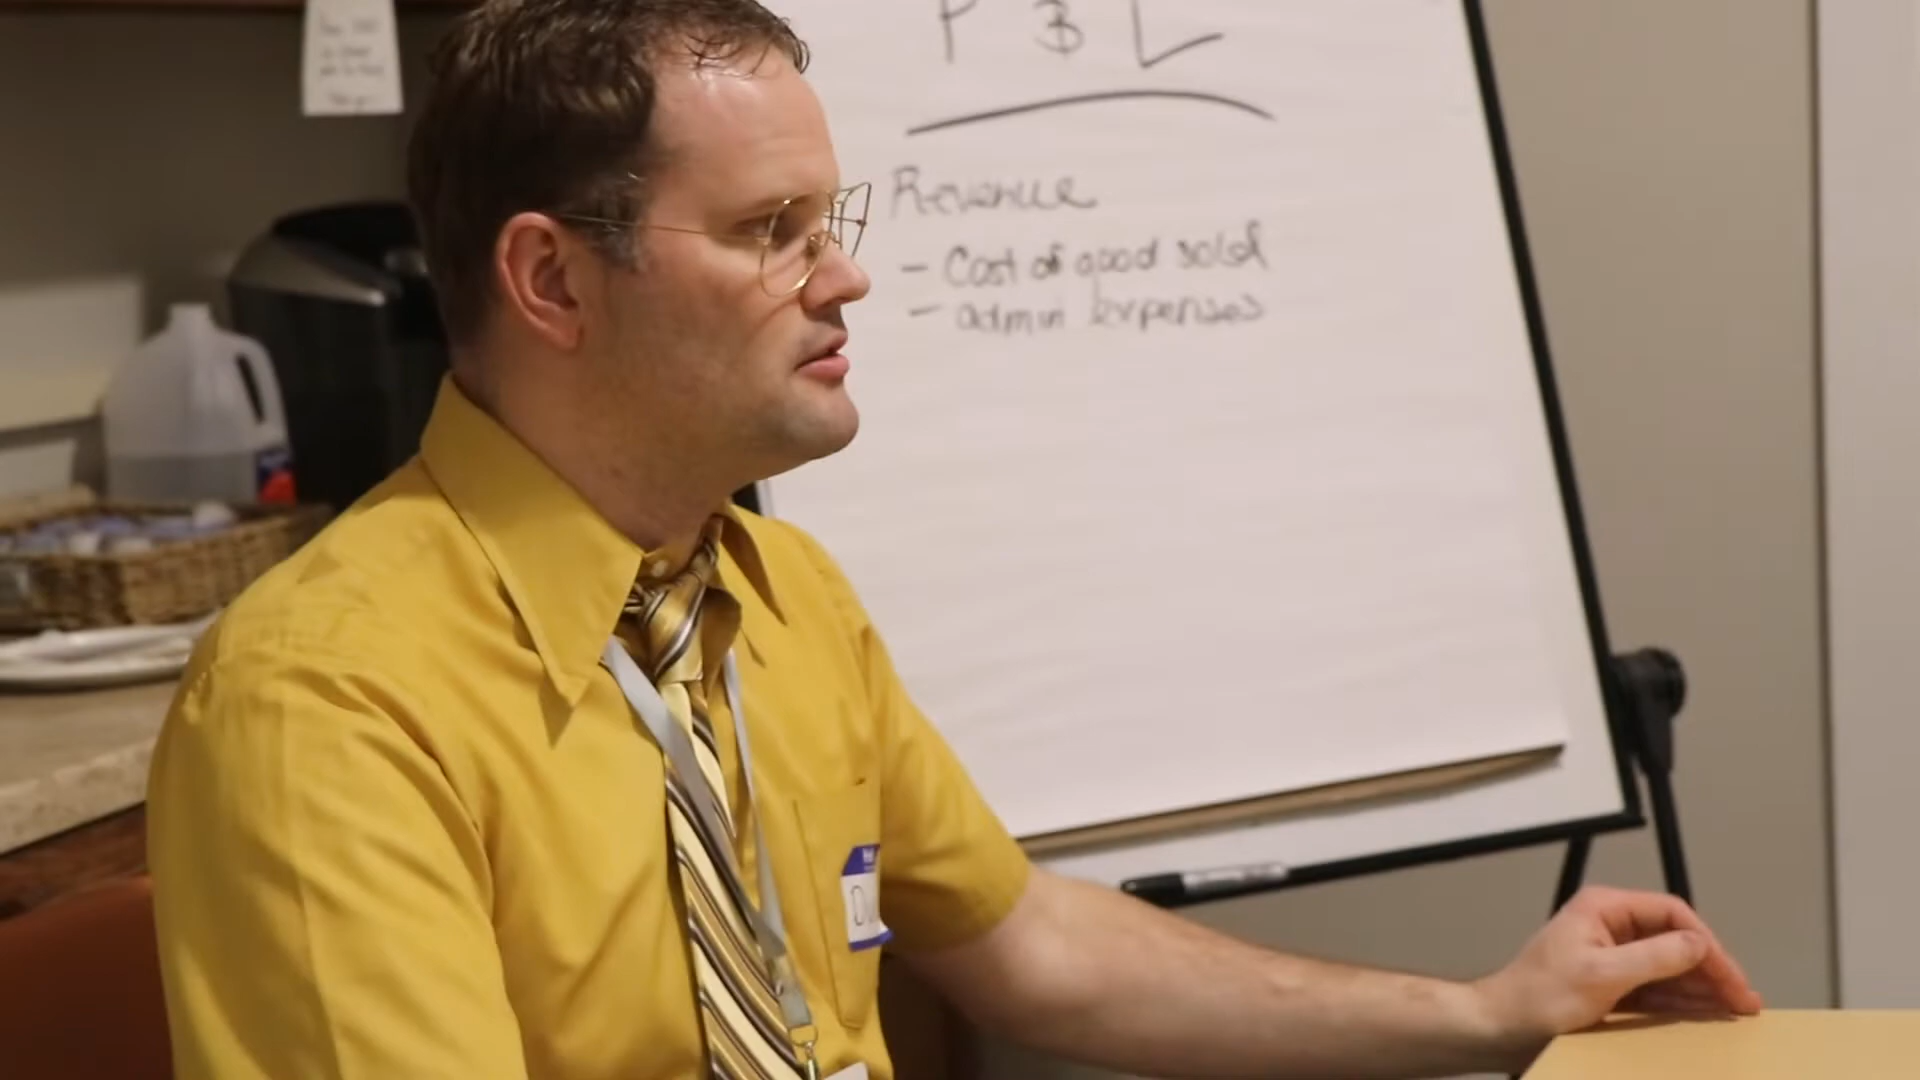 P & L
Revenue
- Cost of good sold
- admin expenses